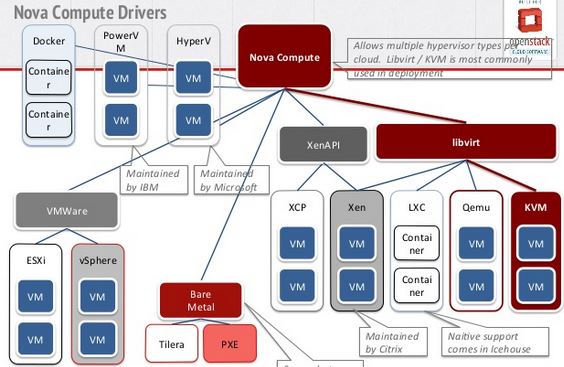 Nova Compute Drivers
openstack
CLOUD SOFTWARE
Docker
Containe
r
Containe
r
PowerV
M
VM
VM
HyperV
VM
VM
Nova Compute
Allows multiple hypervisor types per
cloud. Libvirt / KVM is most commonly
used in deployment
Maintained
by IBM
Maintained
by Microsoft
XenAPI
libvirt
VMWare
ESXi
VM
VM
vSphere
VM
VM
Bare
Metal
Tilera
PXE
XCP
VM
VM
Xen
VM
VM
LXC
Contai
ner
Contai
ner
Qemu
VM
VM
KVM
VM
VM
Maintained
by Citrix
Naitive support
comes in Icehouse